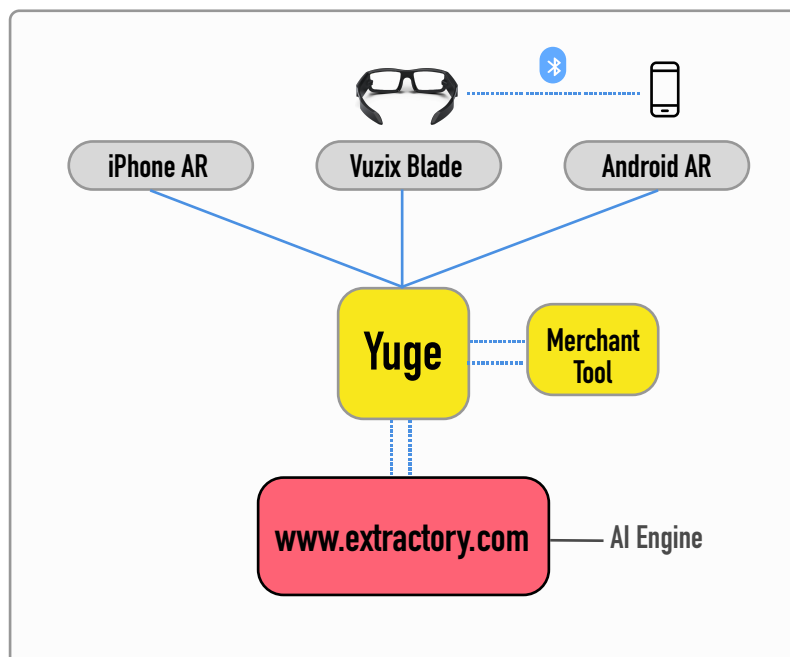 iPhone AR
Vuzix Blade
Android AR
Yuge
Merchant
Tool
www.extractory.com
AI Engine